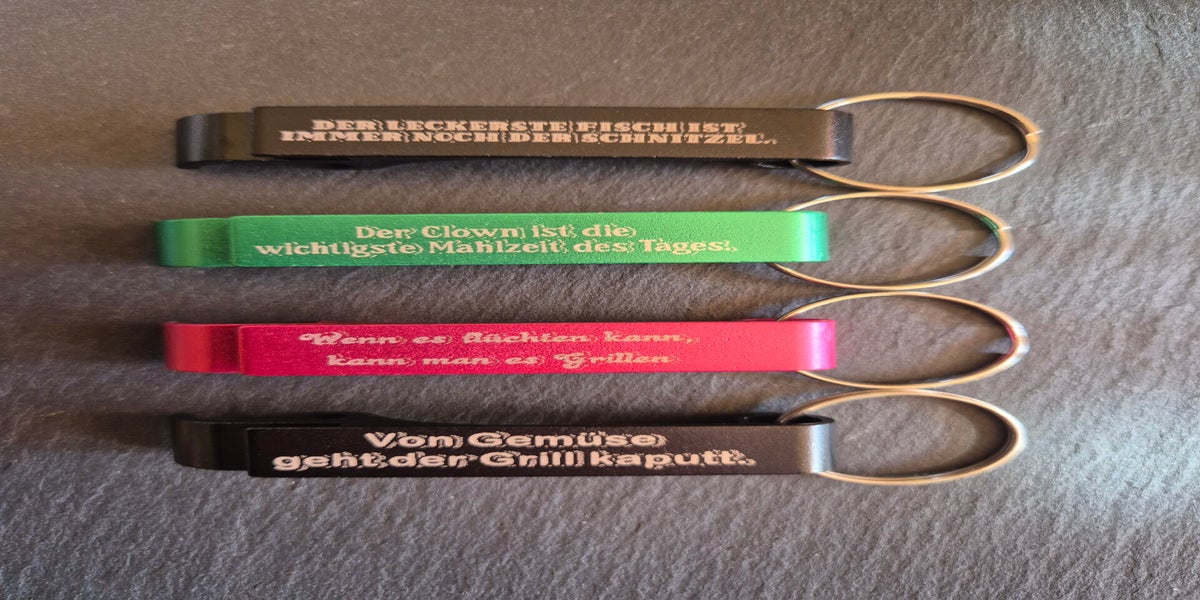 DER LECKERSTE FISCH IST
IMMER NOCH DER SCHNITZEL.
Der Clown ist die
wichtigste Mahlzeit des Tages.
Wenn es flüchten kann,
kann man es Grillen
Von Gemüse
geht der Grill kaputt.